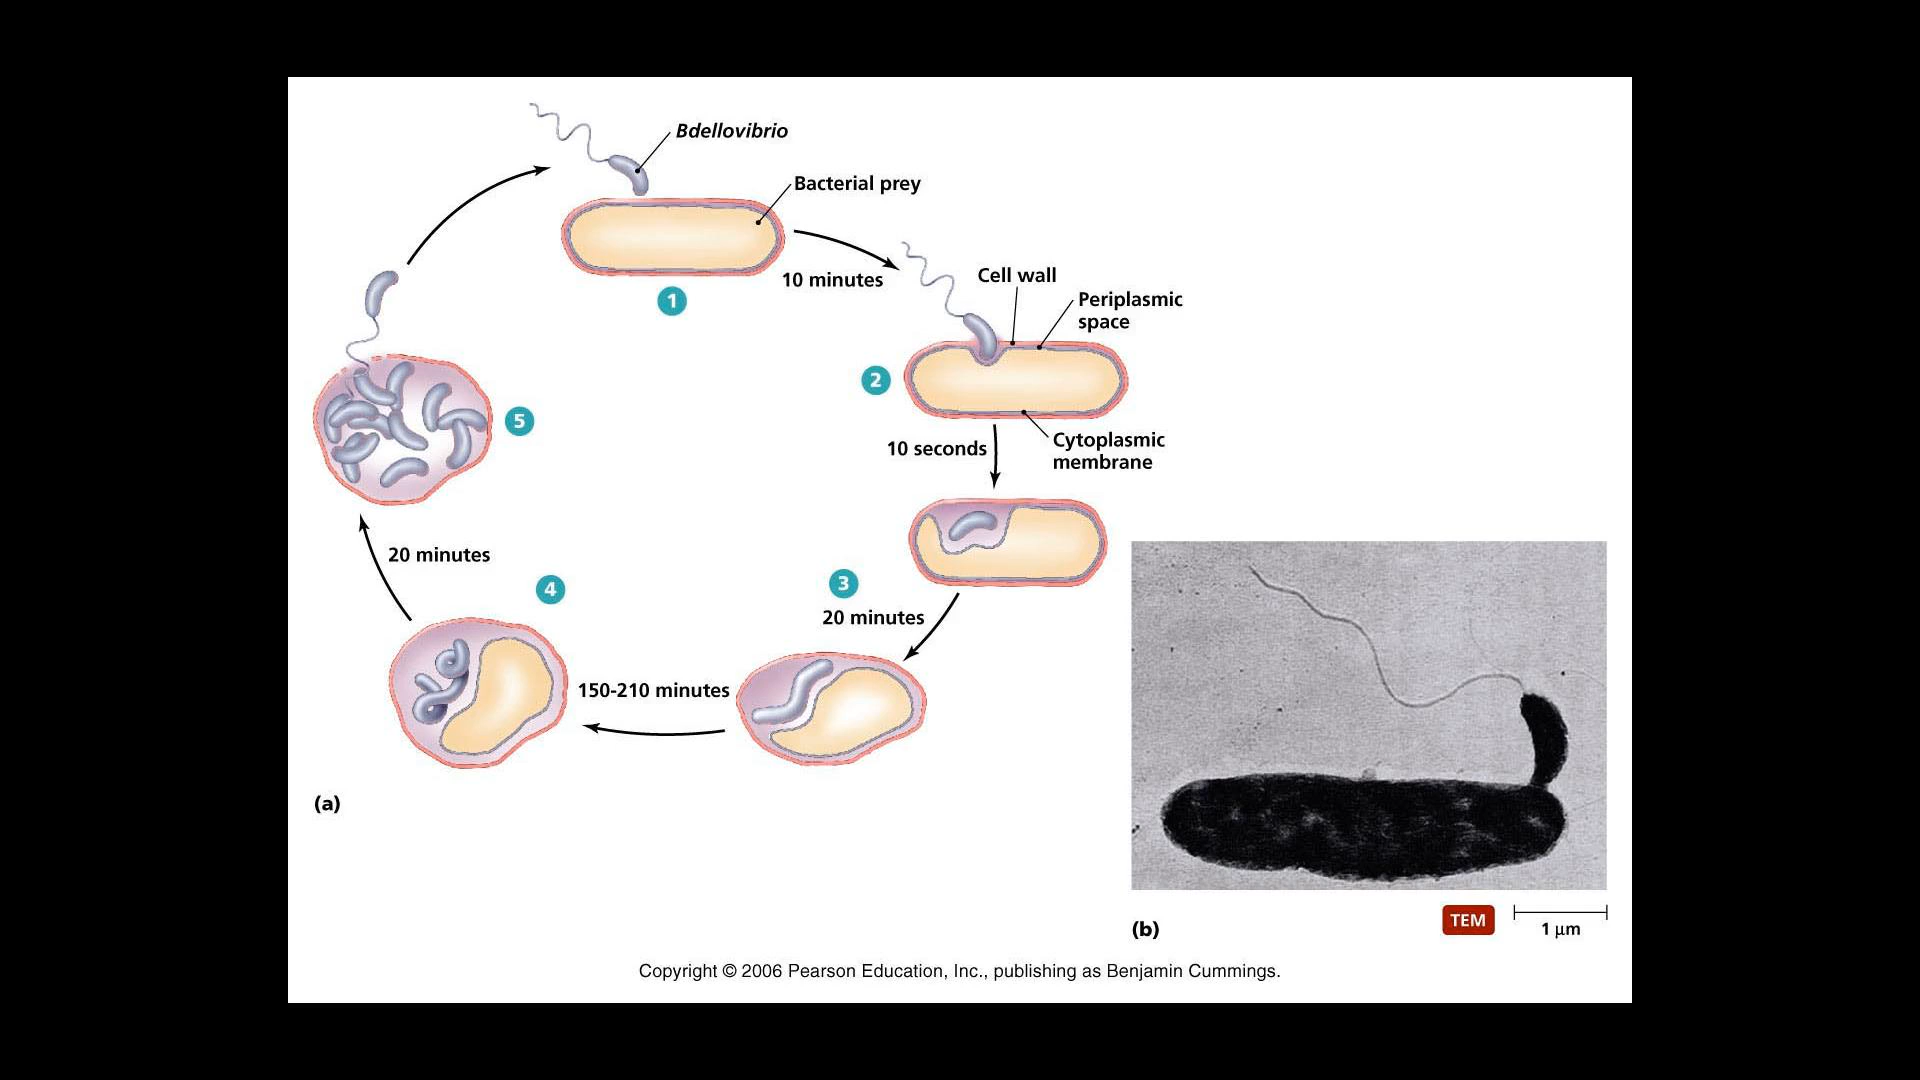 Bdellovibrio
Bacterial prey
10 minutes
1
Cell wall
Periplasmic
space
2
Cytoplasmic
membrane
10 seconds
3
20 minutes
150-210 minutes
4
20 minutes
5
(a)
(b)
TEM
1 μm
Copyright © 2006 Pearson Education, Inc., publishing as Benjamin Cummings.